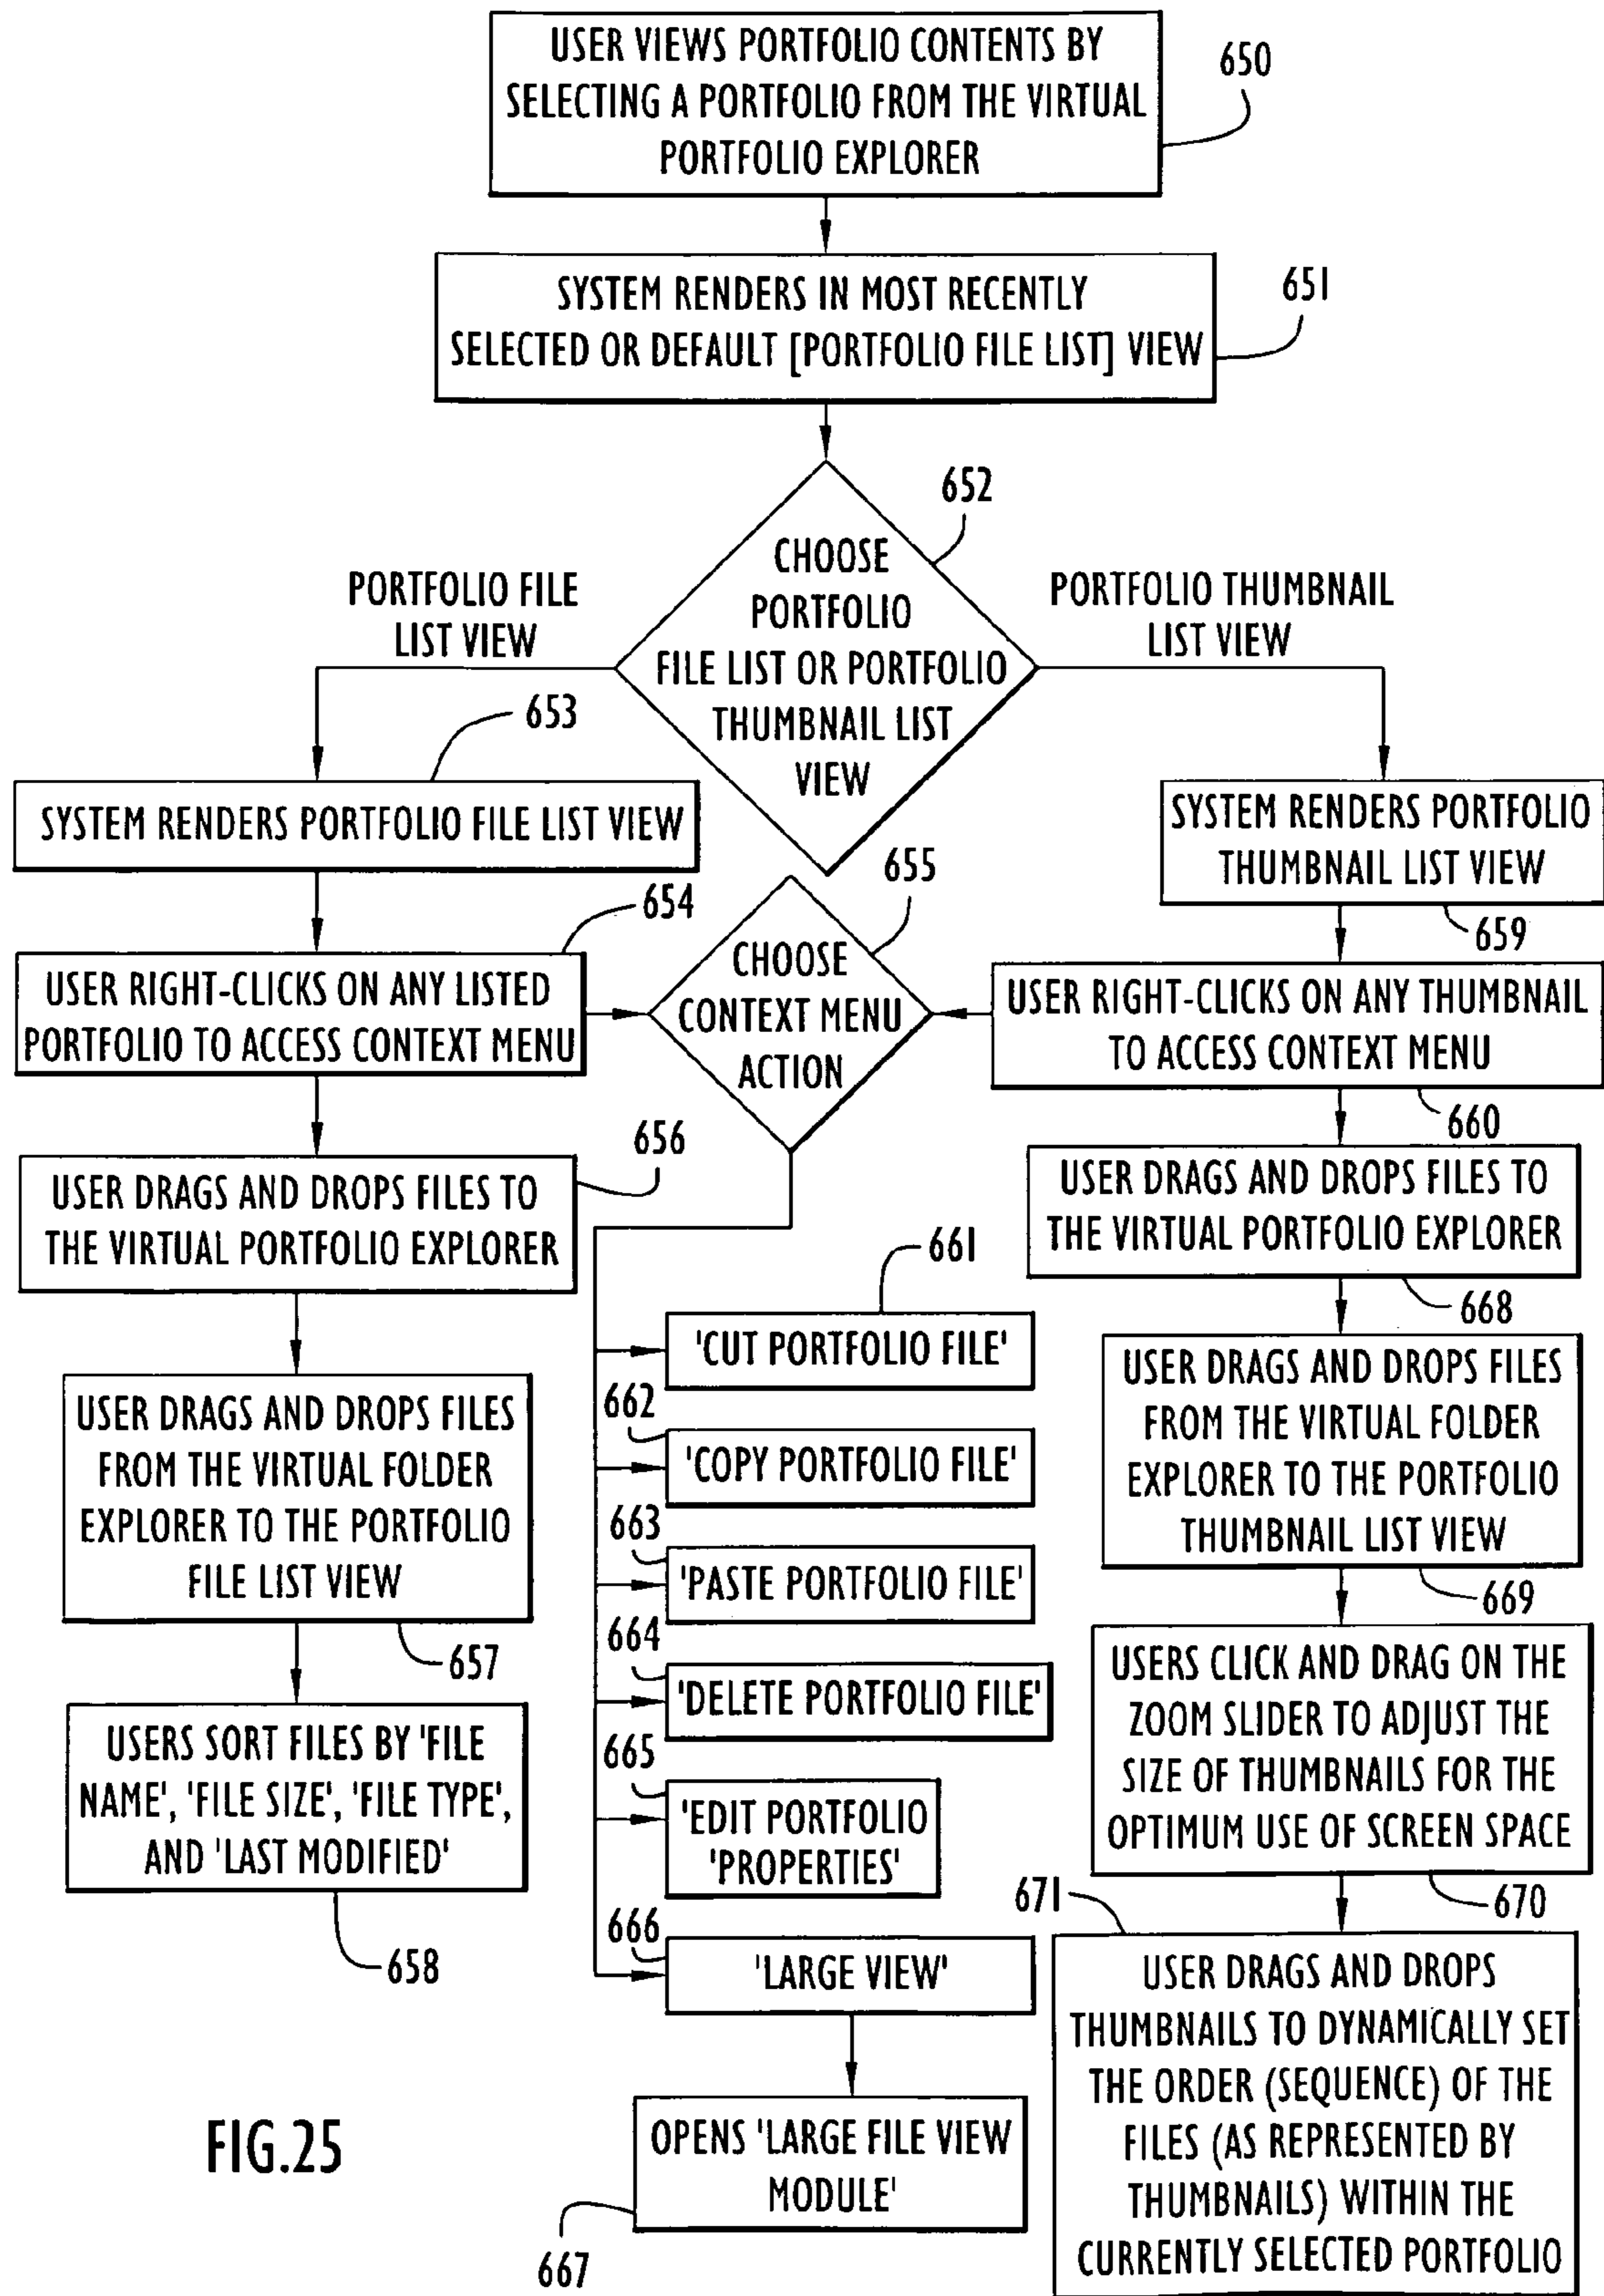 USER VIEWS PORTFOLIO CONTENTS BY
SELECTING A PORTFOLIO FROM THE VIRTUAL
PORTFOLIO EXPLORER
650
SYSTEM RENDERS IN MOST RECENTLY
SELECTED OR DEFAULT [PORTFOLIO FILE LIST] VIEW
651
652
CHOOSE
PORTFOLIO
FILE LIST OR PORTFOLIO
THUMBNAIL LIST
VIEW
PORTFOLIO FILE
LIST VIEW
PORTFOLIO THUMBNAIL
LIST VIEW
653
SYSTEM RENDERS PORTFOLIO FILE LIST VIEW
654
USER RIGHT-CLICKS ON ANY LISTED
PORTFOLIO TO ACCESS CONTEXT MENU
656
USER DRAGS AND DROPS FILES TO
THE VIRTUAL PORTFOLIO EXPLORER
USER DRAGS AND DROPS FILES
FROM THE VIRTUAL FOLDER
EXPLORER TO THE PORTFOLIO
FILE LIST VIEW
657
USERS SORT FILES BY 'FILE
NAME', 'FILE SIZE', 'FILE TYPE',
AND 'LAST MODIFIED'
658
655
CHOOSE
CONTEXT MENU
ACTION
661
'CUT PORTFOLIO FILE'
662
'COPY PORTFOLIO FILE'
663
'PASTE PORTFOLIO FILE'
664
'DELETE PORTFOLIO FILE'
665
'EDIT PORTFOLIO
'PROPERTIES'
666
'LARGE VIEW'
OPENS 'LARGE FILE VIEW
MODULE'
667
SYSTEM RENDERS PORTFOLIO
THUMBNAIL LIST VIEW
659
USER RIGHT-CLICKS ON ANY THUMBNAIL
TO ACCESS CONTEXT MENU
660
USER DRAGS AND DROPS FILES TO
THE VIRTUAL PORTFOLIO EXPLORER
668
USER DRAGS AND DROPS FILES
FROM THE VIRTUAL FOLDER
EXPLORER TO THE PORTFOLIO
THUMBNAIL LIST VIEW
669
USERS CLICK AND DRAG ON THE
ZOOM SLIDER TO ADJUST THE
SIZE OF THUMBNAILS FOR THE
OPTIMUM USE OF SCREEN SPACE
670
671
USER DRAGS AND DROPS
THUMBNAILS TO DYNAMICALLY SET
THE ORDER (SEQUENCE) OF THE
FILES (AS REPRESENTED BY
THUMBNAILS) WITHIN THE
CURRENTLY SELECTED PORTFOLIO
FIG.25